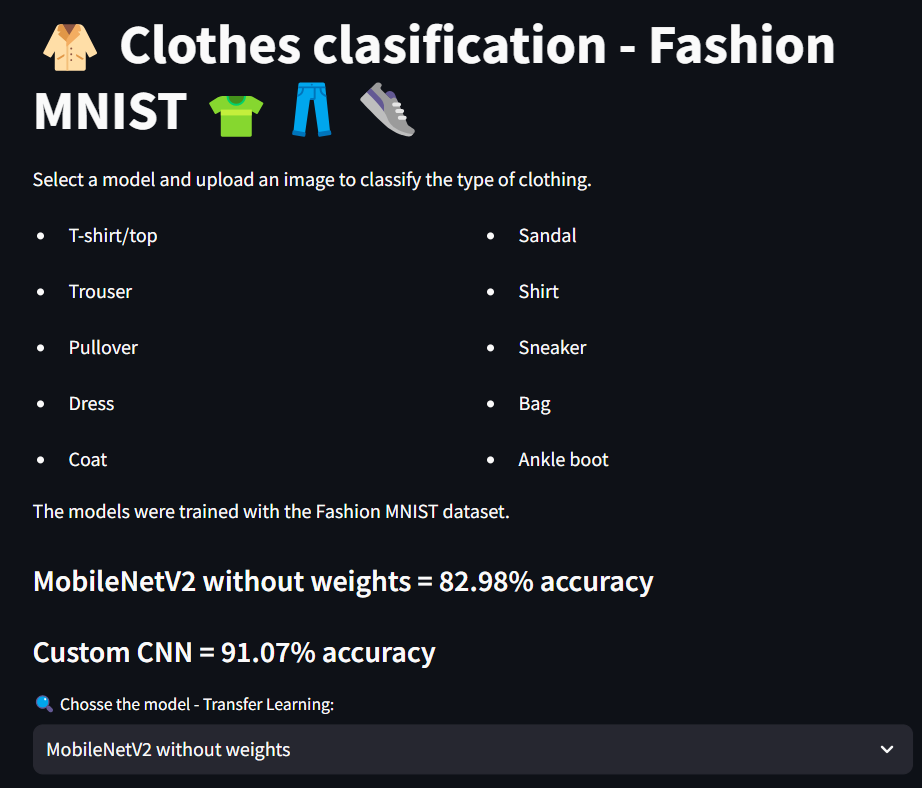 Clothes clasification - Fashion
MNIST
Select a model and upload an image to classify the type of clothing.
T-shirt/top
Trouser
Pullover
Dress
Coat
Sandal
Shirt
Sneaker
Bag
Ankle boot
The models were trained with the Fashion MNIST dataset.
MobileNetV2 without weights = 82.98% accuracy
Custom CNN = 91.07% accuracy
Chosse the model - Transfer Learning:
MobileNetV2 without weights